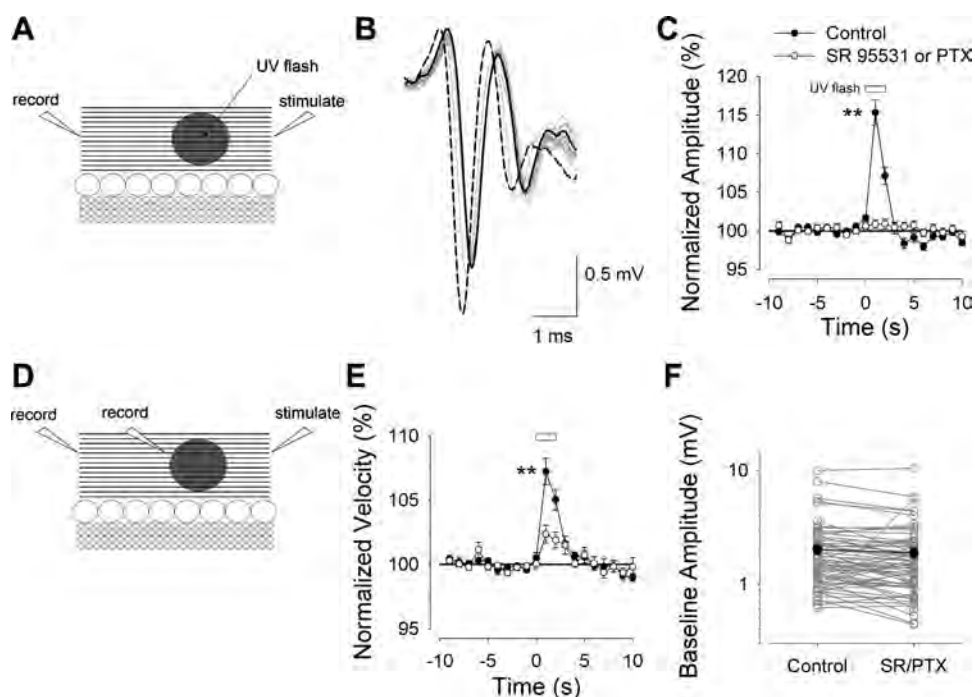 A
UV flash
record
stimulate
B
0.5 mV
1 ms
C
Control
SR 95531 or PTX
Normalized Amplitude (%)
120
115
110
105
100
95
UV flash
**
-10
-5
0
5
10
Time (s)
D
record
record
stimulate
E
Normalized Velocity (%)
110
105
100
95
**
-10
-5
0
5
10
Time (s)
F
Baseline Amplitude (mV)
10
1
Control
SR/PTX